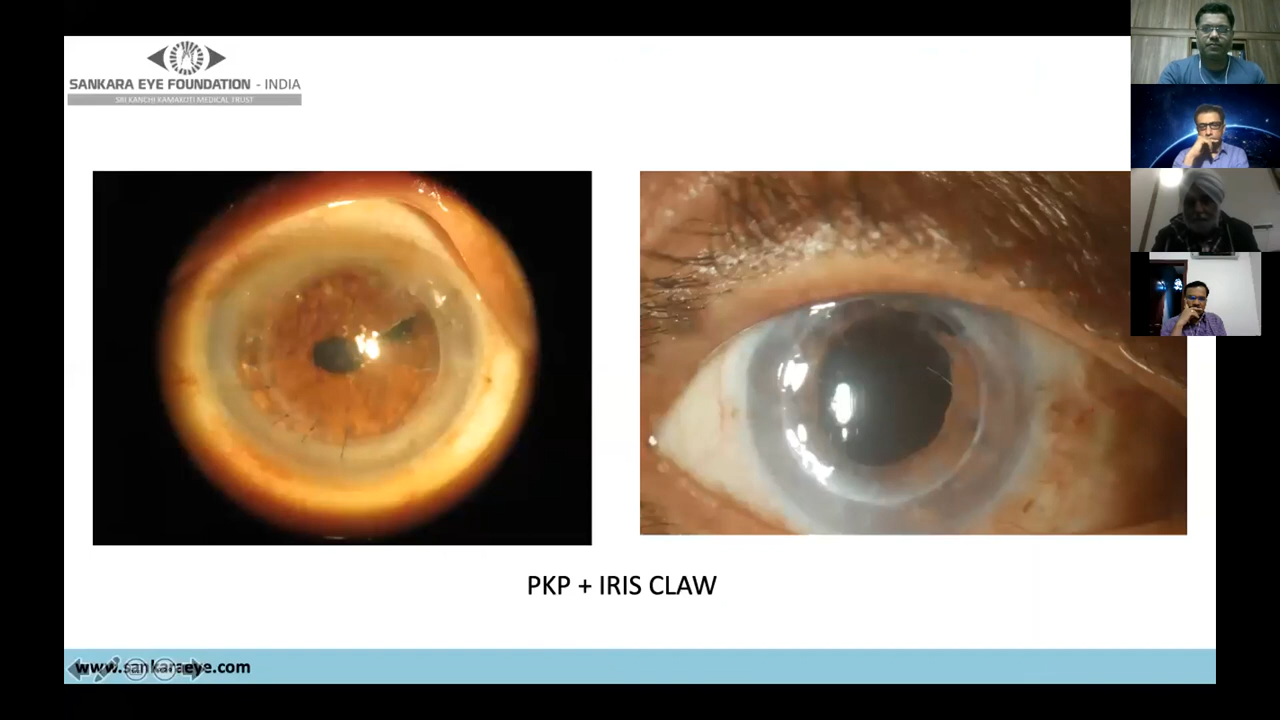 SANKARA EYE FOUNDATION - INDIA
SRI KANCHI KAMAKOTI MEDICAL TRUST
PKP + IRIS CLAW
www.sankaraeye.com